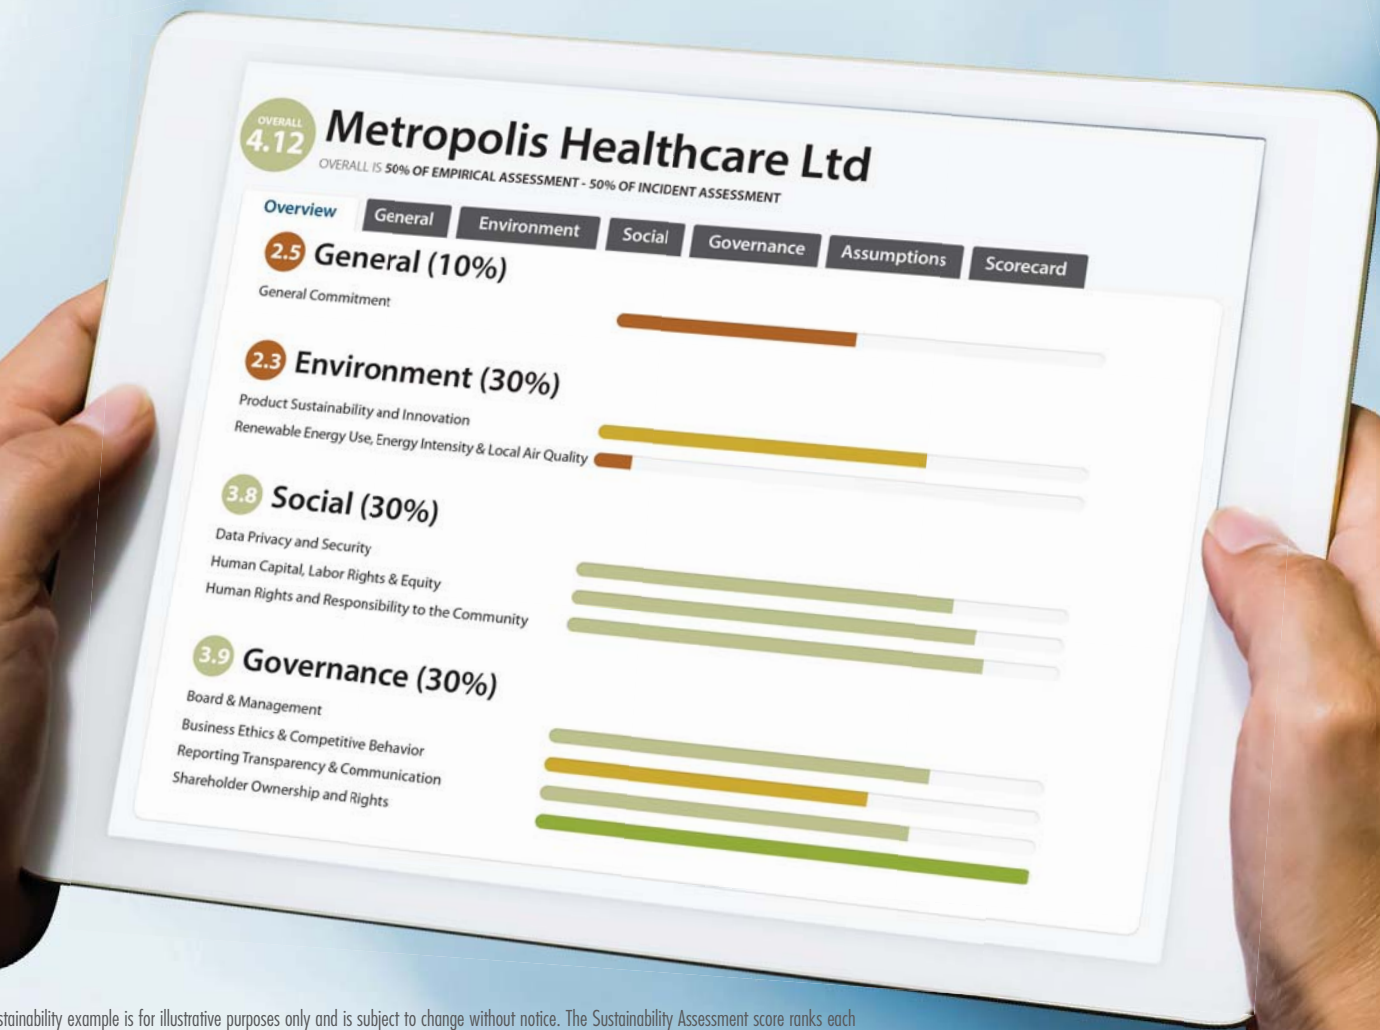 OVERALL
4.12
Metropolis Healthcare Ltd
OVERALL IS 50% OF EMPIRICAL ASSESSMENT - 50% OF INCIDENT ASSESSMENT
Overview General Environment Social Governance Assumptions Scorecard
2.5 General (10%)
General Commitment
2.3 Environment (30%)
Product Sustainability and Innovation
Renewable Energy Use, Energy Intensity & Local Air Quality
3.8 Social (30%)
Data Privacy and Security
Human Capital, Labor Rights & Equity
Human Rights and Responsibility to the Community
3.9 Governance (30%)
Board & Management
Business Ethics & Competitive Behavior
Reporting Transparency & Communication
Shareholder Ownership and Rights
stainability example is for illustrative purposes only and is subject to change without notice. The Sustainability Assessment score ranks each